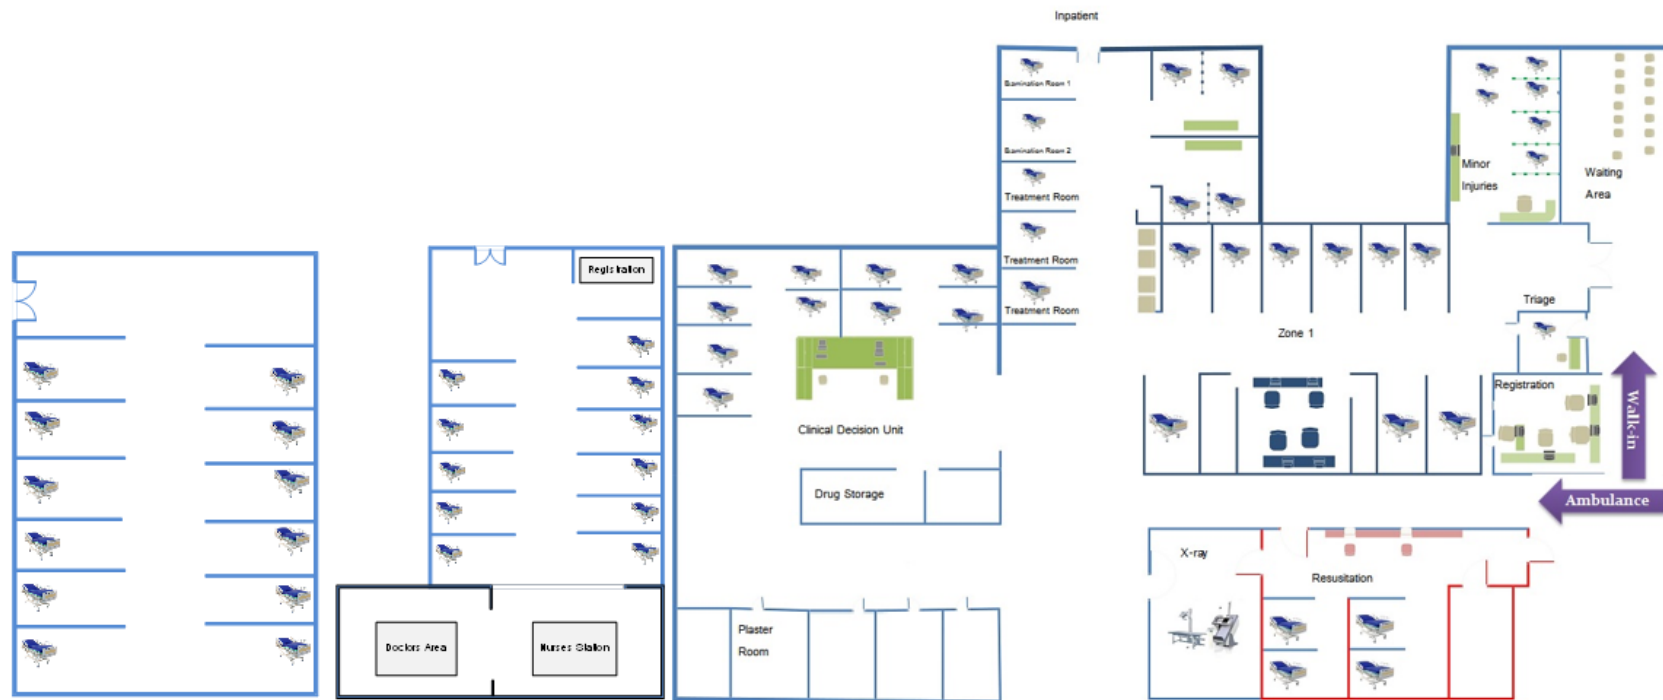 Inpatient
Examination Room 1
Examination Room 2
Treatment Room
Treatment Room
Treatment Room
Minor
Injuries
Waiting
Area
Registration
Triage
Zone 1
Registration
Walk-in
Clinical Decision Unit
Drug Storage
Ambulance
X-ray
Resusitation
Plaster
Room
Doctors Area
Nurses Station